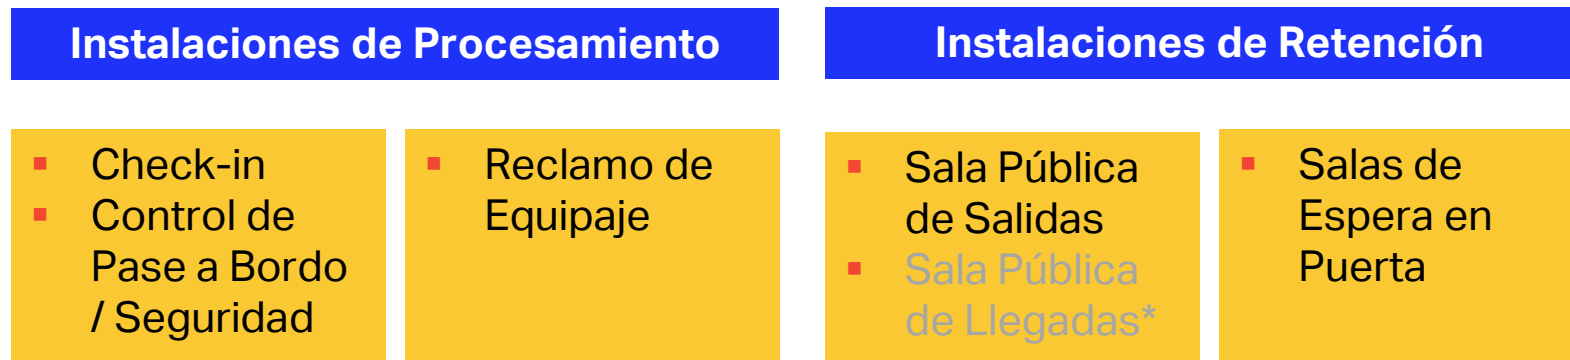 Instalaciones de Procesamiento
Instalaciones de Retención
▪ Check-in
▪ Control de
Pase a Bordo
/ Seguridad
▪ Reclamo de
Equipaje
▪ Sala Pública
de Salidas
▪ Sala Pública
de Llegadas*
▪ Salas de
Espera en
Puerta